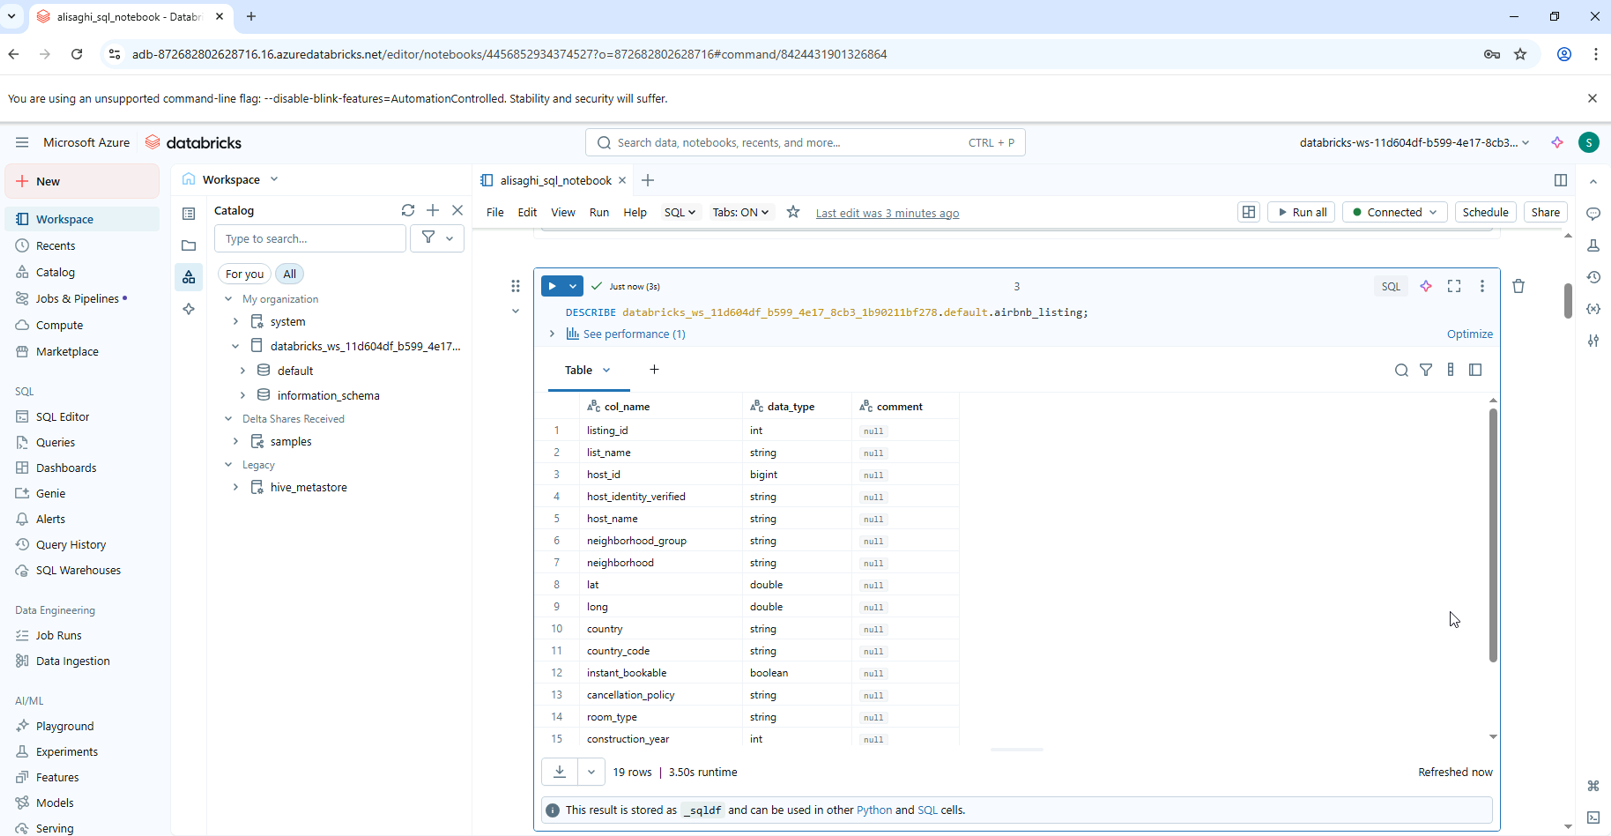 alisaghi_sql_notebook - Databri
adb-872682802628716.16.azuredatabricks.net/editor/notebooks/445685293437452​7?o=872682802628716#command/8424431901326864
You are using an unsupported command-line flag: --disable-blink-features=AutomationControlled. Stability and security will suffer.
Microsoft Azure databricks
Search data, notebooks, recents, and more... CTRL + P
databricks-ws-11d604df-b599-4e17-8cb3...
S
New
Workspace
Recents
Catalog
Jobs & Pipelines
Compute
Marketplace
SQL
SQL Editor
Queries
Dashboards
Genie
Alerts
Query History
SQL Warehouses
Data Engineering
Job Runs
Data Ingestion
AI/ML
Playground
Experiments
Features
Models
Serving
Workspace
Catalog
Type to search...
For you All
My organization
system
databricks_ws_11d604df_b599_4e17...
default
information_schema
Delta Shares Received
samples
Legacy
hive_metastore
alisaghi_sql_notebook
File Edit View Run Help SQL Tabs: ON Last edit was 3 minutes ago
Run all Connected Schedule Share
Just now (3s) 3 SQL
DESCRIBE databricks_ws_11d604df_b599_4e17_8cb3_1b90211bf278.default.airbnb_listing;
See performance (1) Optimize
Table
col_name data_type comment
1 listing_id int null
2 list_name string null
3 host_id bigint null
4 host_identity_verified string null
5 host_name string null
6 neighborhood_group string null
7 neighborhood string null
8 lat double null
9 long double null
10 country string null
11 country_code string null
12 instant_bookable boolean null
13 cancellation_policy string null
14 room_type string null
15 construction_year int null
19 rows | 3.50s runtime Refreshed now
This result is stored as _sqldf and can be used in other Python and SQL cells.